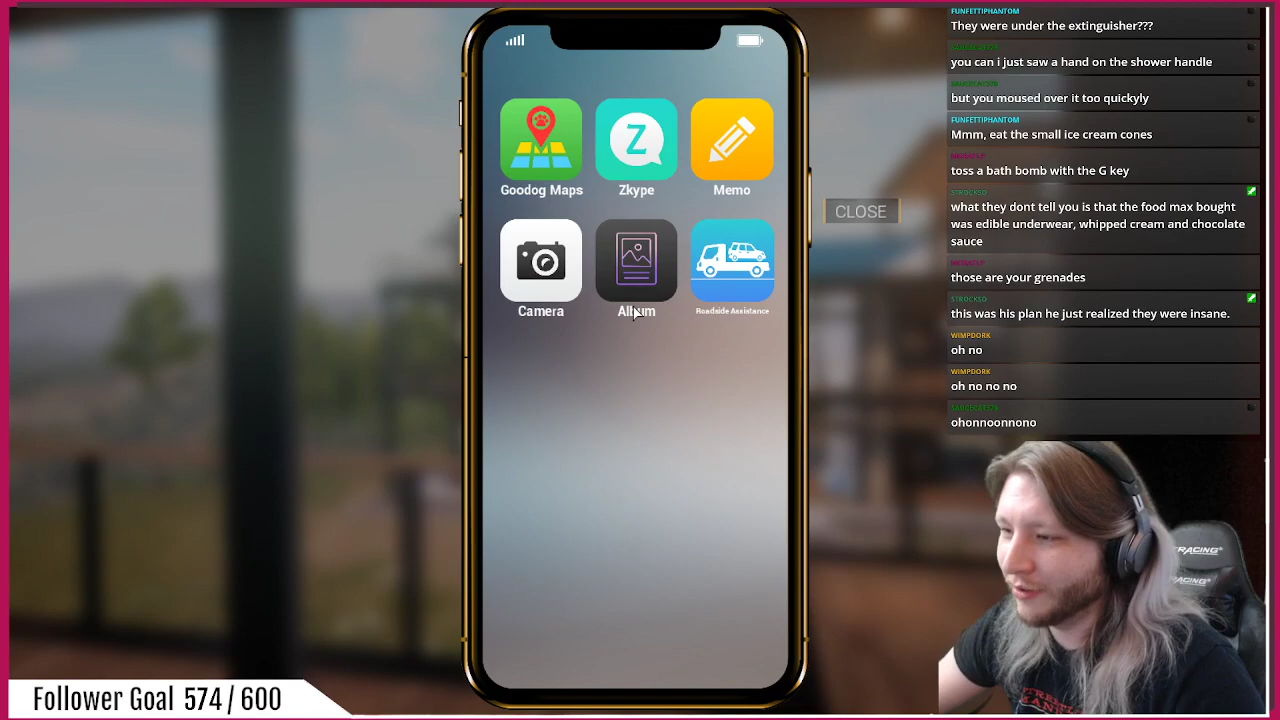 Goodog Maps
Z
Zkype
Memo
Camera
Album
Roadside Assistance
CLOSE
FUNFETTIPHANTOM
They were under the extinguisher???
you can i just saw a hand on the shower handle
but you moused over it too quickyly
FUNFETTIPHANTOM
Mmm, eat the small ice cream cones
toss a bath bomb with the G key
STROCKSO
what they dont tell you is that the food max bought
was edible underwear, whipped cream and chocolate
sauce
those are your grenades
STROCKSO
this was his plan he just realized they were insane.
WIMPDORK
oh no
WIMPDORK
oh no no no
ohonnoonnono
Follower Goal 574 / 600
TRACING
RACING